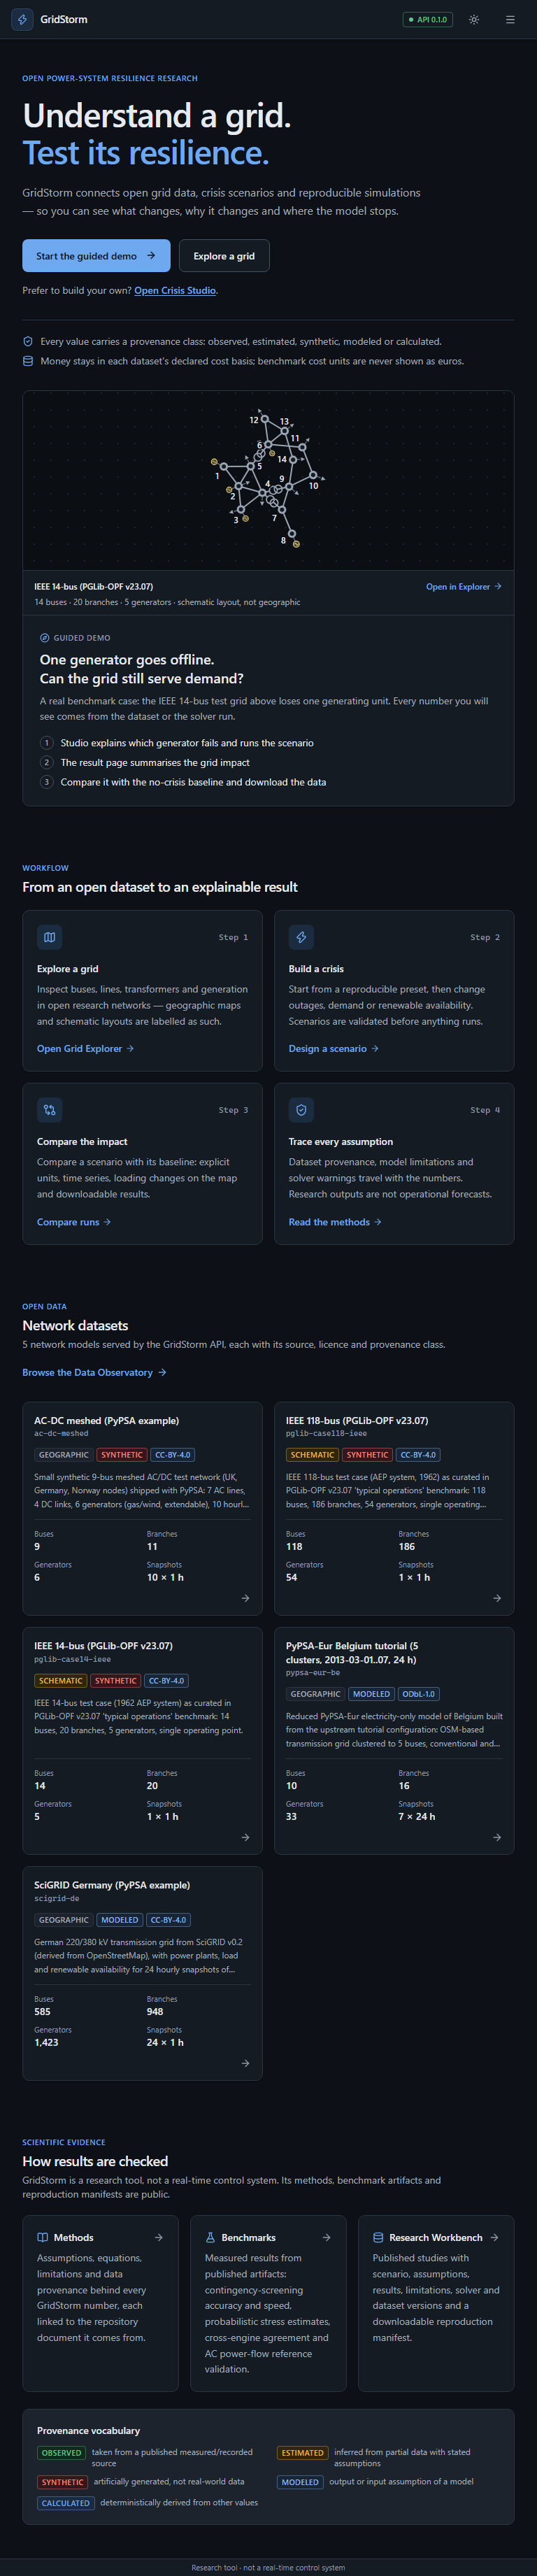 GridStorm
API 0.1.0
OPEN POWER-SYSTEM RESILIENCE RESEARCH
Understand a grid.
Test its resilience.
GridStorm connects open grid data, crisis scenarios and reproducible simulations
— so you can see what changes, why it changes and where the model stops.
Start the guided demo
Explore a grid
Prefer to build your own? Open Crisis Studio.
Every value carries a provenance class: observed, estimated, synthetic, modeled or calculated.
Money stays in each dataset's declared cost basis; benchmark cost units are never shown as euros.
12
13
11
6
5
14
1
4
9
10
2
3
7
8
IEEE 14-bus (PGLib-OPF v23.07)
Open in Explorer
14 buses · 20 branches · 5 generators · schematic layout, not geographic
GUIDED DEMO
One generator goes offline.
Can the grid still serve demand?
A real benchmark case: the IEEE 14-bus test grid above loses one generating unit. Every number you will
see comes from the dataset or the solver run.
1 Studio explains which generator fails and runs the scenario
2 The result page summarises the grid impact
3 Compare it with the no-crisis baseline and download the data
WORKFLOW
From an open dataset to an explainable result
Step 1
Explore a grid
Inspect buses, lines, transformers and generation
in open research networks — geographic maps
and schematic layouts are labelled as such.
Open Grid Explorer
Step 2
Build a crisis
Start from a reproducible preset, then change
outages, demand or renewable availability.
Scenarios are validated before anything runs.
Design a scenario
Step 3
Compare the impact
Compare a scenario with its baseline: explicit
units, time series, loading changes on the map
and downloadable results.
Compare runs
Step 4
Trace every assumption
Dataset provenance, model limitations and
solver warnings travel with the numbers.
Research outputs are not operational forecasts.
Read the methods
OPEN DATA
Network datasets
5 network models served by the GridStorm API, each with its source, licence and provenance class.
Browse the Data Observatory
AC-DC meshed (PyPSA example)
ac-dc-meshed
GEOGRAPHIC SYNTHETIC CC-BY-4.0
Small synthetic 9-bus meshed AC/DC test network (UK,
Germany, Norway nodes) shipped with PyPSA: 7 AC lines,
4 DC links, 6 generators (gas/wind, extendable), 10 hourl...
Buses
9
Branches
11
Generators
6
Snapshots
10 × 1 h
IEEE 118-bus (PGLib-OPF v23.07)
pglib-case118-ieee
SCHEMATIC SYNTHETIC CC-BY-4.0
IEEE 118-bus test case (AEP system, 1962) as curated in
PGLib-OPF v23.07 'typical operations' benchmark: 118
buses, 186 branches, 54 generators, single operating...
Buses
118
Branches
186
Generators
54
Snapshots
1 × 1 h
IEEE 14-bus (PGLib-OPF v23.07)
pglib-case14-ieee
SCHEMATIC SYNTHETIC CC-BY-4.0
IEEE 14-bus test case (1962 AEP system) as curated in
PGLib-OPF v23.07 'typical operations' benchmark: 14
buses, 20 branches, 5 generators, single operating point.
Buses
14
Branches
20
Generators
5
Snapshots
1 × 1 h
PyPSA-Eur Belgium tutorial (5
clusters, 2013-03-01..07, 24 h)
pypsa-eur-be
GEOGRAPHIC MODELED ODbL-1.0
Reduced PyPSA-Eur electricity-only model of Belgium built
from the upstream tutorial configuration: OSM-based
transmission grid clustered to 5 buses, conventional and...
Buses
10
Branches
16
Generators
33
Snapshots
7 × 24 h
SciGRID Germany (PyPSA example)
scigrid-de
GEOGRAPHIC MODELED CC-BY-4.0
German 220/380 kV transmission grid from SciGRID v0.2
(derived from OpenStreetMap), with power plants, load
and renewable availability for 24 hourly snapshots of...
Buses
585
Branches
948
Generators
1,423
Snapshots
24 × 1 h
SCIENTIFIC EVIDENCE
How results are checked
GridStorm is a research tool, not a real-time control system. Its methods, benchmark artifacts and
reproduction manifests are public.
Methods
Assumptions, equations,
limitations and data
provenance behind every
GridStorm number, each
linked to the repository
document it comes from.
Benchmarks
Measured results from
published artifacts:
contingency-screening
accuracy and speed,
probabilistic stress estimates,
cross-engine agreement and
AC power-flow reference
validation.
Research Workbench
Published studies with
scenario, assumptions,
results, limitations, solver and
dataset versions and a
downloadable reproduction
manifest.
Provenance vocabulary
OBSERVED taken from a published measured/recorded
source
ESTIMATED inferred from partial data with stated
assumptions
SYNTHETIC artificially generated, not real-world data
MODELED output or input assumption of a model
CALCULATED deterministically derived from other values
Research tool · not a real-time control system